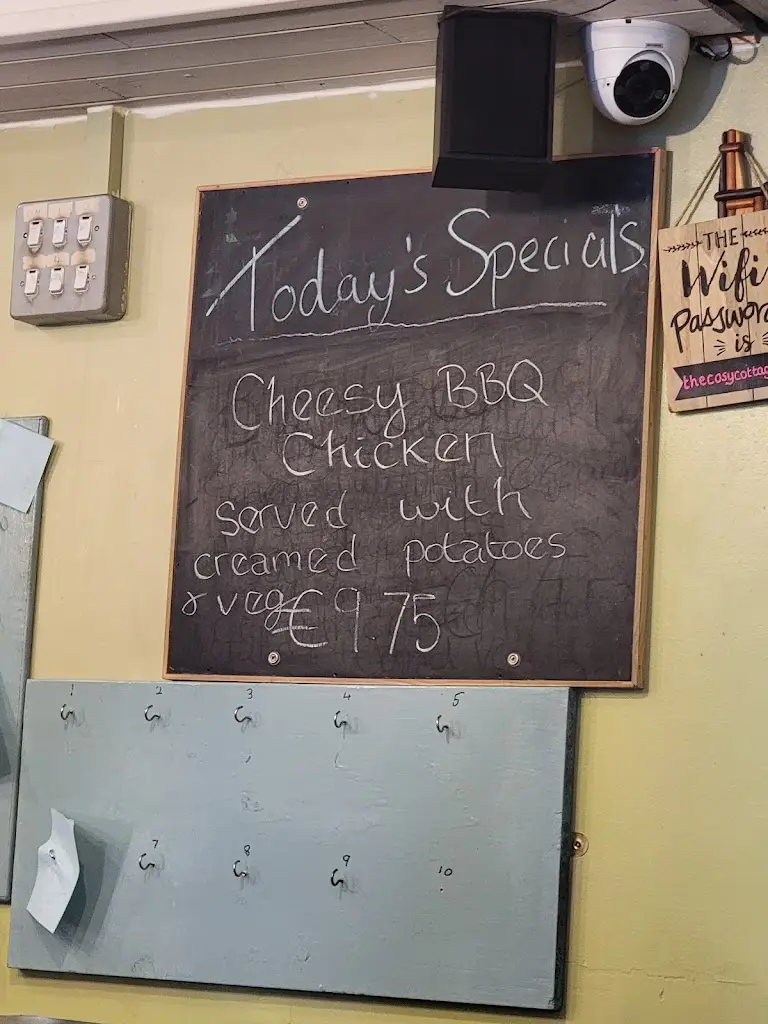 Today's Specials
Cheesy BBQ
Chicken
served with
creamed potatoes
& veg €9.75
THE
Wifi
Password
is
thecosycottag
1 2 3 4 5
7 8 9 10